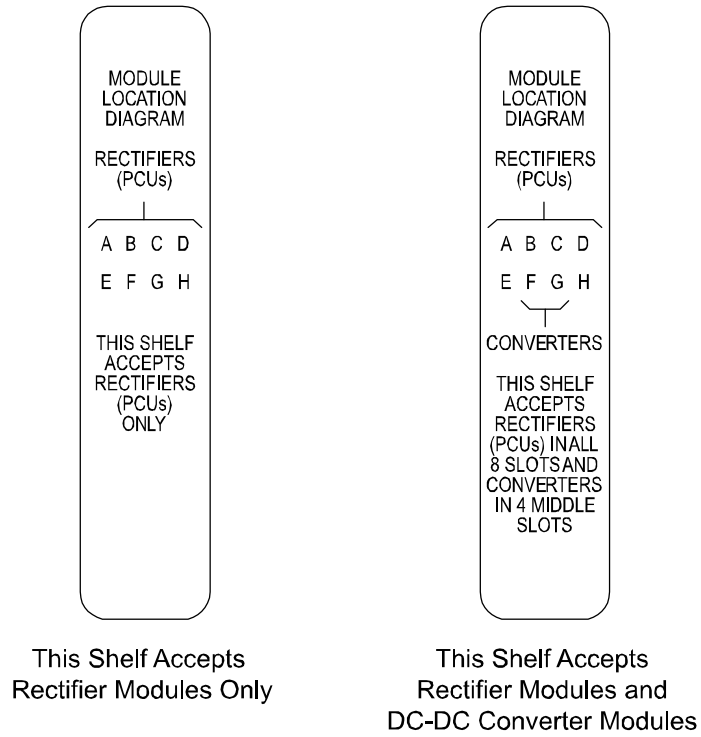 MODULE
LOCATION
DIAGRAM
RECTIFIERS
(PCUs)
A B C D
E F G H
THIS SHELF
ACCEPTS
RECTIFIERS
(PCUs)
ONLY
This Shelf Accepts
Rectifier Modules Only
MODULE
LOCATION
DIAGRAM
RECTIFIERS
(PCUs)
A B C D
E F G H
CONVERTERS
THIS SHELF
ACCEPTS
RECTIFIERS
(PCUs) IN ALL
8 SLOTS AND
CONVERTERS
IN 4 MIDDLE
SLOTS
This Shelf Accepts
Rectifier Modules and
DC-DC Converter Modules